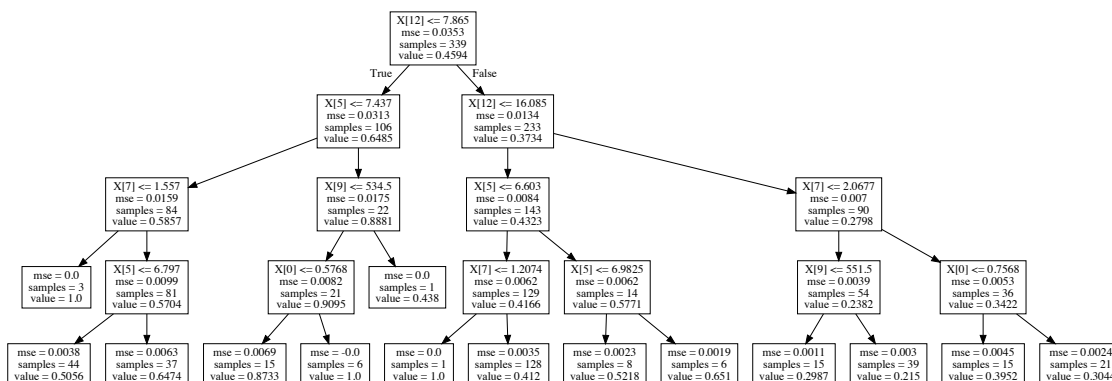 X[12] <= 7.865
mse = 0.0353
samples = 339
value = 0.4594
True
False
X[5] <= 7.437
mse = 0.0313
samples = 106
value = 0.6485
X[12] <= 16.085
mse = 0.0134
samples = 233
value = 0.3734
X[7] <= 1.557
mse = 0.0159
samples = 84
value = 0.5857
X[9] <= 534.5
mse = 0.0175
samples = 22
value = 0.8881
X[5] <= 6.603
mse = 0.0084
samples = 143
value = 0.4323
X[7] <= 2.0677
mse = 0.007
samples = 90
value = 0.2798
mse = 0.0
samples = 3
value = 1.0
X[5] <= 6.797
mse = 0.0099
samples = 81
value = 0.5704
X[0] <= 0.5768
mse = 0.0082
samples = 21
value = 0.9095
mse = 0.0
samples = 1
value = 0.438
X[7] <= 1.2074
mse = 0.0062
samples = 129
value = 0.4166
X[5] <= 6.9825
mse = 0.0062
samples = 14
value = 0.5771
X[9] <= 551.5
mse = 0.0039
samples = 54
value = 0.2382
X[0] <= 0.7568
mse = 0.0053
samples = 36
value = 0.3422
mse = 0.0038
samples = 44
value = 0.5056
mse = 0.0063
samples = 37
value = 0.6474
mse = 0.0069
samples = 15
value = 0.8733
mse = -0.0
samples = 6
value = 1.0
mse = 0.0
samples = 1
value = 1.0
mse = 0.0035
samples = 128
value = 0.412
mse = 0.0023
samples = 8
value = 0.5218
mse = 0.0019
samples = 6
value = 0.651
mse = 0.0011
samples = 15
value = 0.2987
mse = 0.003
samples = 39
value = 0.215
mse = 0.0045
samples = 15
value = 0.3952
mse = 0.0024
samples = 21
value = 0.304